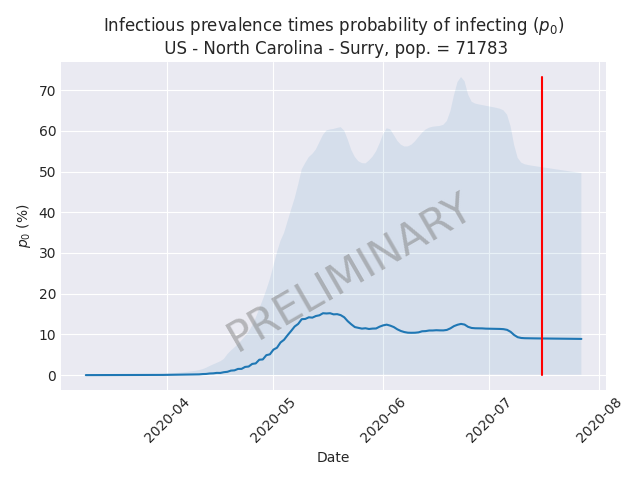 Infectious prevalence times probability of infecting (p0)
US - North Carolina - Surry, pop. = 71783
70
60
50
40
30
20
10
0
p0 (%)
PRELIMINARY
2020-04
2020-05
2020-06
2020-07
2020-08
Date